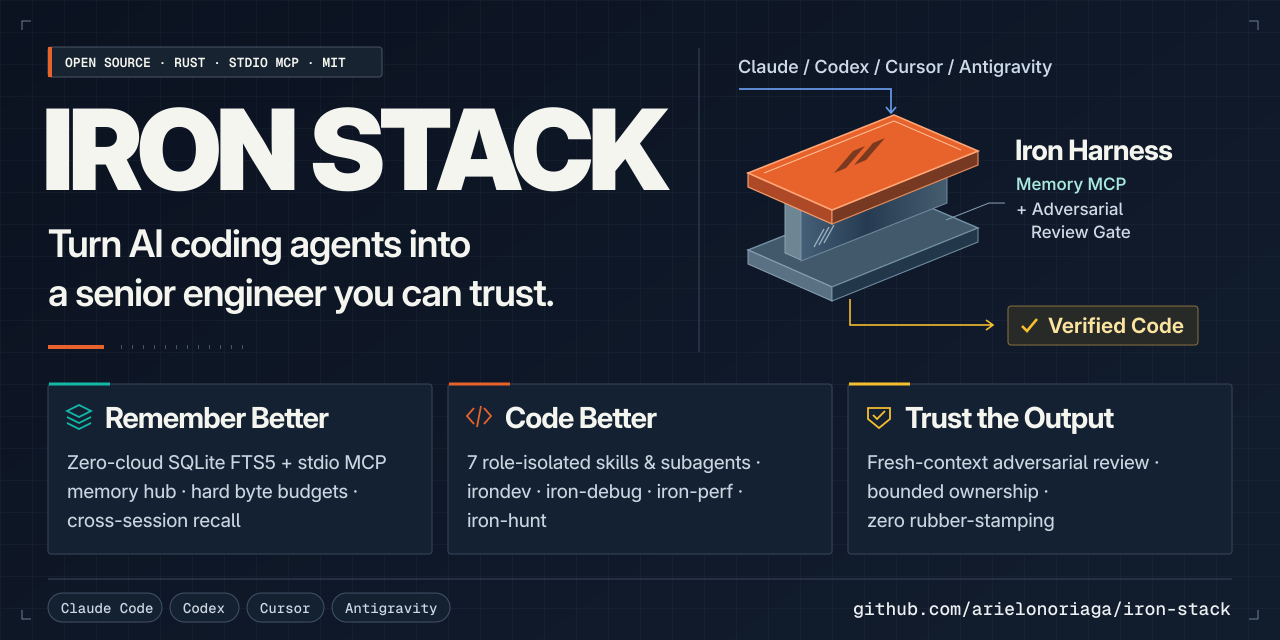 OPEN SOURCE · RUST · STDIO MCP · MIT
IRON STACK
Turn AI coding agents into
a senior engineer you can trust.
Claude / Codex / Cursor / Antigravity
Iron Harness
Memory MCP
+ Adversarial
Review Gate
Verified Code
Remember Better
Zero-cloud SQLite FTS5 + stdio MCP
memory hub · hard byte budgets ·
cross-session recall
Code Better
7 role-isolated skills & subagents ·
irondev · iron-debug · iron-perf ·
iron-hunt
Trust the Output
Fresh-context adversarial review ·
bounded ownership ·
zero rubber-stamping
Claude Code
Codex
Cursor
Antigravity
github.com/arielonoriaga/iron-stack